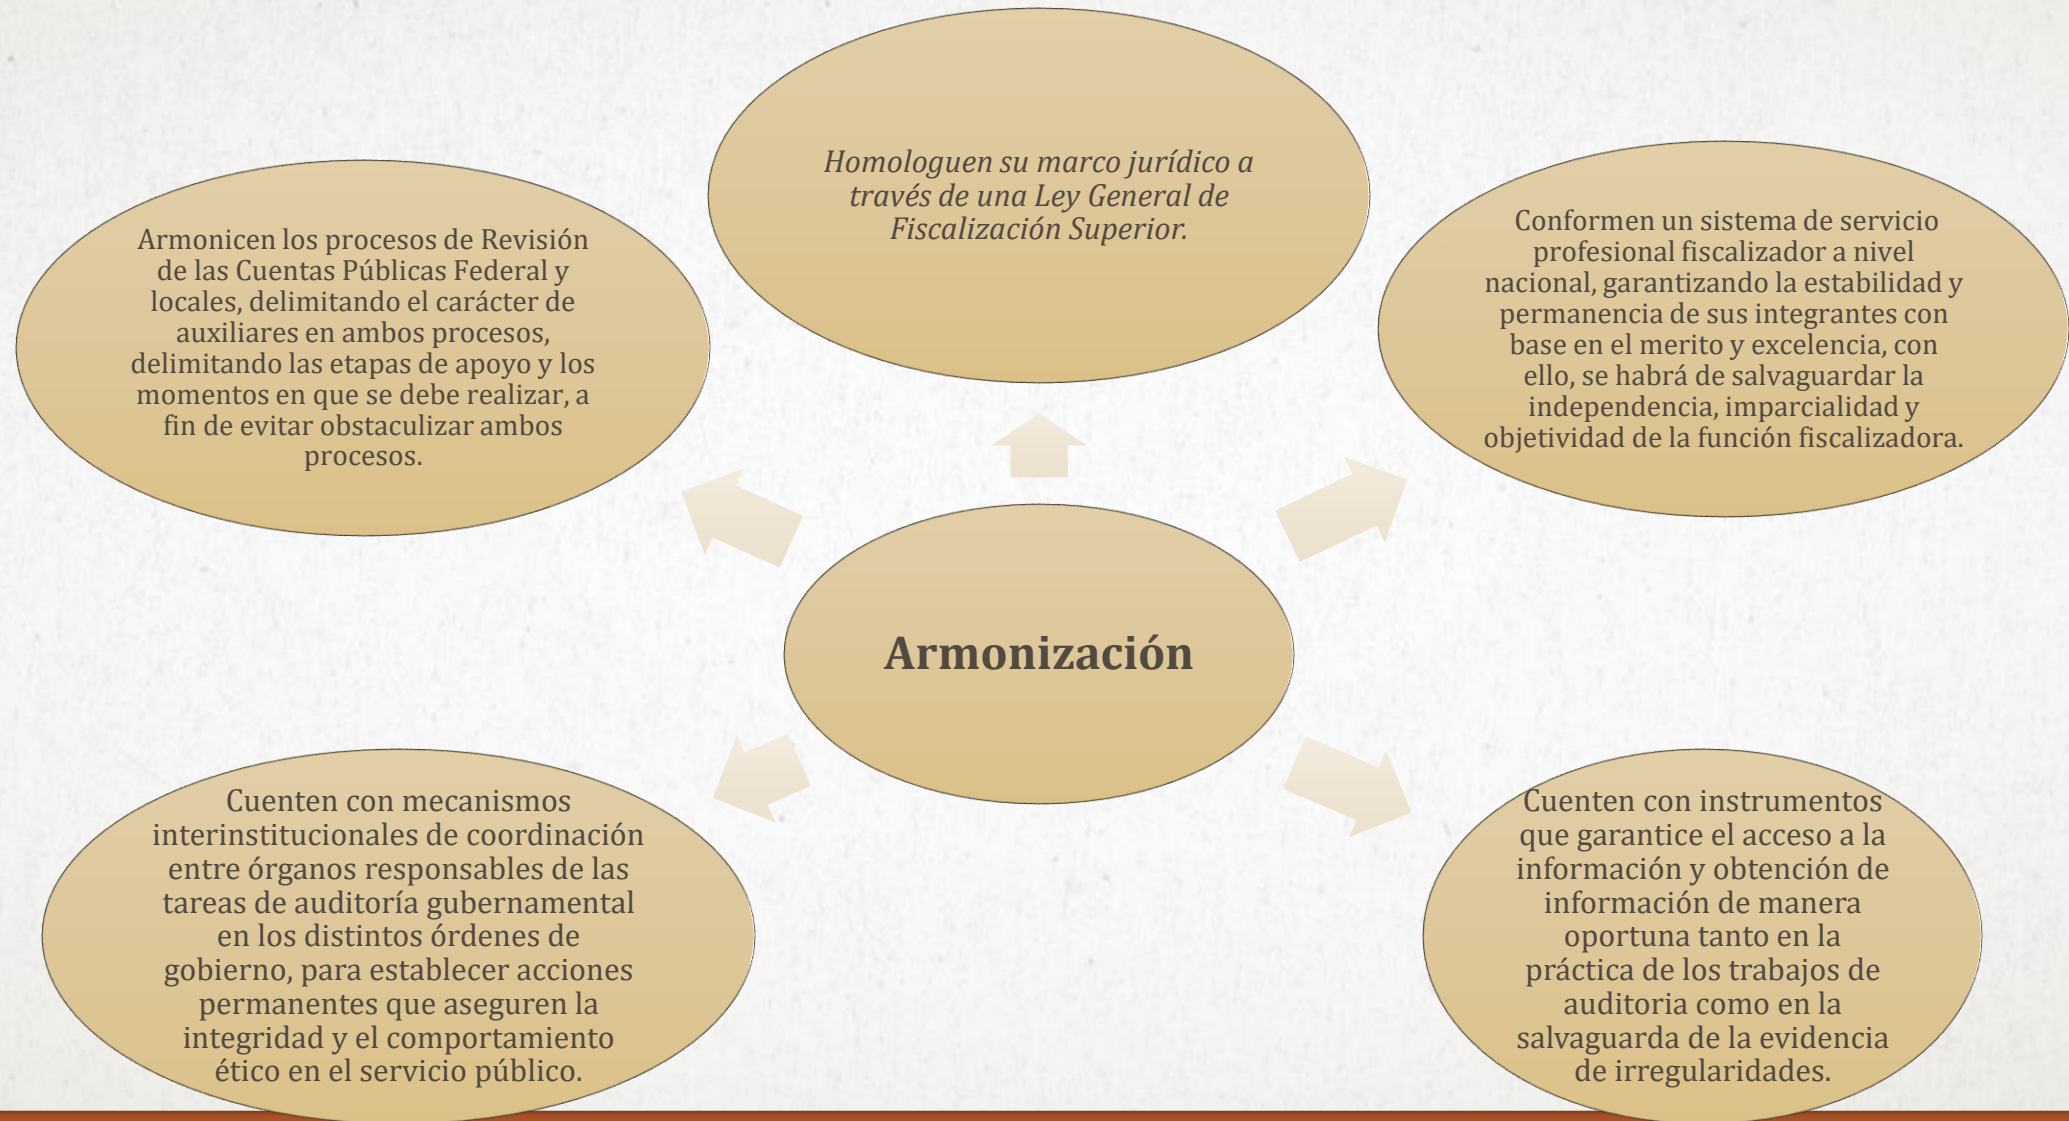 Homologuen su marco jurídico a
través de una Ley General de
Fiscalización Superior.
Armonicen los procesos de Revisión
de las Cuentas Públicas Federal y
locales, delimitando el carácter de
auxiliares en ambos procesos,
delimitando las etapas de apoyo y los
momentos en que se debe realizar, a
fin de evitar obstaculizar ambos
procesos.
Conformen un sistema de servicio
profesional fiscalizador a nivel
nacional, garantizando la estabilidad y
permanencia de sus integrantes con
base en el merito y excelencia, con
ello, se habrá de salvaguardar la
independencia, imparcialidad y
objetividad de la función fiscalizadora.
Armonización
Cuenten con mecanismos
interinstitucionales de coordinación
entre órganos responsables de las
tareas de auditoría gubernamental
en los distintos órdenes de
gobierno, para establecer acciones
permanentes que aseguren la
integridad y el comportamiento
ético en el servicio público.
Cuenten con instrumentos
que garantice el acceso a la
información y obtención de
información de manera
oportuna tanto en la
práctica de los trabajos de
auditoria como en la
salvaguarda de la evidencia
de irregularidades.